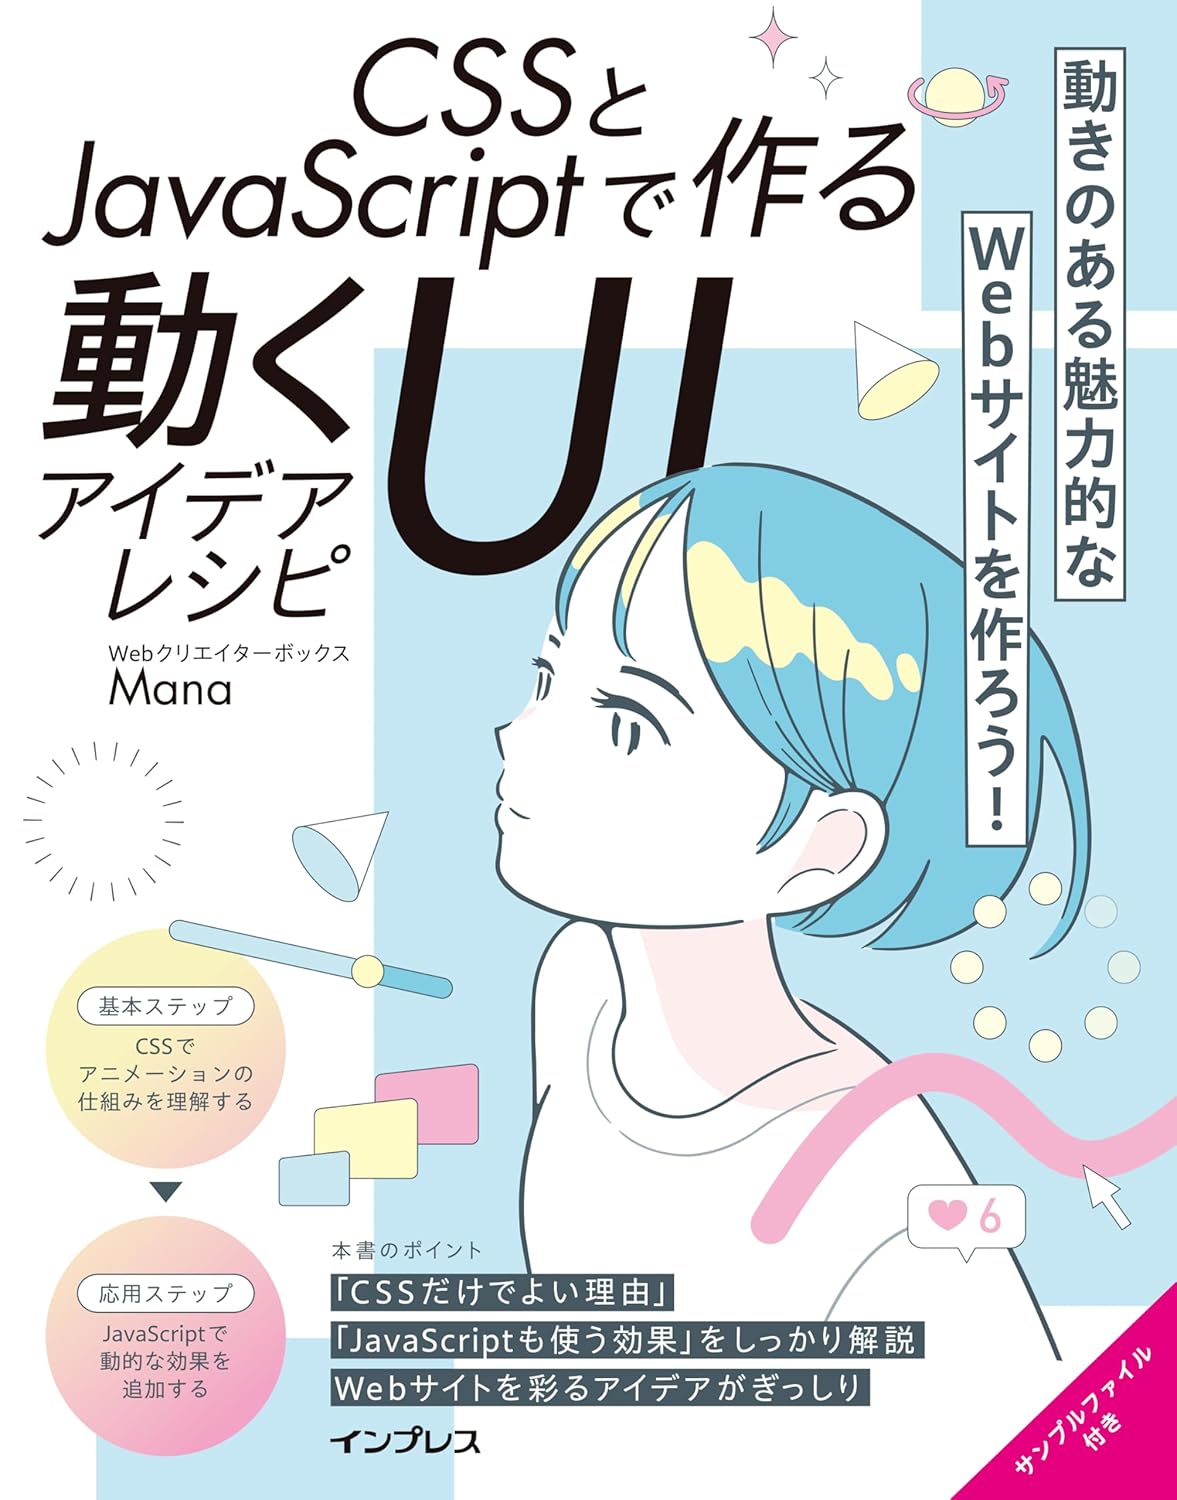 CSSと
JavaScriptで作る
動くUI
アイデア
レシピ
Webクリエイターボックス
Mana
動きのある魅力的な
Webサイトを作ろう!
基本ステップ
CSSで
アニメーションの
仕組みを理解する
応用ステップ
JavaScriptで
動的な効果を
追加する
6
本書のポイント
「CSSだけでよい理由」
「JavaScriptも使う効果」をしっかり解説
Webサイトを彩るアイデアがぎっしり
インプレス
サンプルファイル
付き